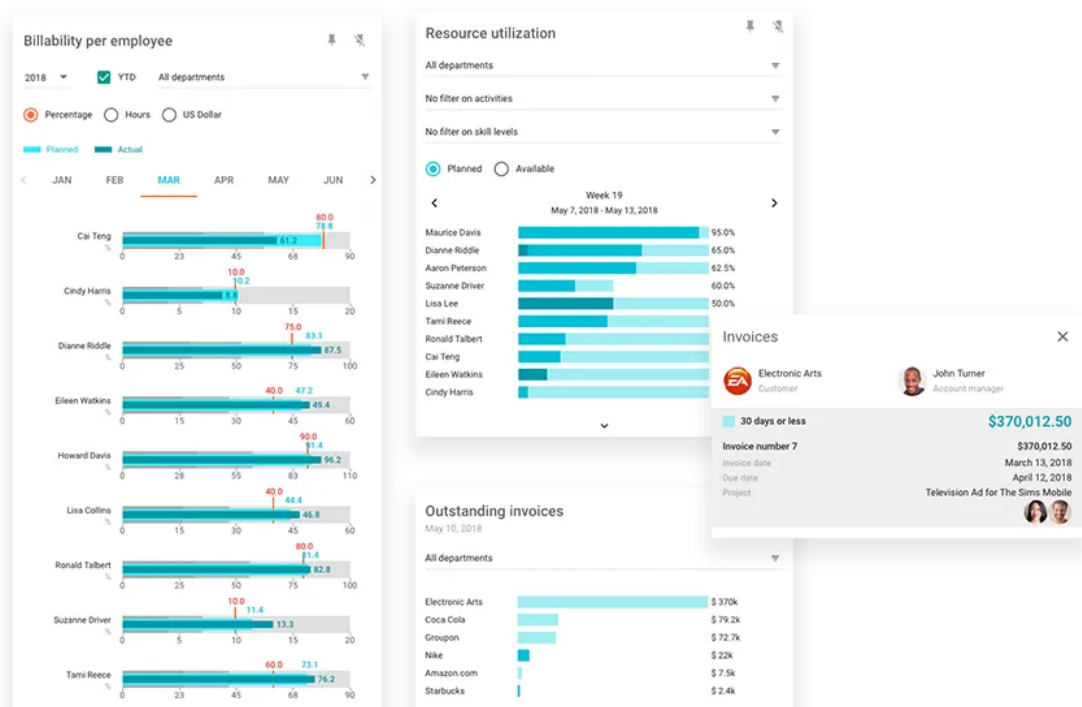 Billability per employee
2018 YTD All departments
Percentage Hours US Dollar
Planned Actual
JAN FEB MAR APR MAY JUN
80.0
78.8
Cai Teng 61.2
%
0 23 45 68 90
10.0
10.2
Cindy Harris 8.8
%
0 5 10 15 20
75.0
83.1
Dianne Riddle 87.5
%
0 25 50 75 100
40.0 47.2
Eileen Watkins 49.4
%
0 15 30 45 60
90.0
91.4
Howard Davis 96.2
%
0 28 55 83 110
40.0
44.4
Lisa Collins 46.8
%
0 15 30 45 60
80.0
81.4
Ronald Talbert 82.8
%
0 25 50 75 100
10.0
11.4
Suzanne Driver 13.3
%
0 5 10 15 20
60.0 73.1
Tami Reece 76.2
%
0 23 45 68 90
Resource utilization
All departments
No filter on activities
No filter on skill levels
Planned Available
Week 19
May 7, 2018 - May 13, 2018
Maurice Davis 95.0%
Dianne Riddle 65.0%
Aaron Peterson 62.5%
Suzanne Driver 60.0%
Lisa Lee 50.0%
Tami Reece
Ronald Talbert
Cai Teng
Eileen Watkins
Cindy Harris
Invoices
Electronic Arts
Customer
John Turner
Account manager
30 days or less $370,012.50
Invoice number 7 $370,012.50
Invoice date March 13, 2018
Due date April 12, 2018
Project Television Ad for The Sims Mobile
Outstanding invoices
May 10, 2018
All departments
Electronic Arts $ 370k
Coca Cola $ 79.2k
Groupon $ 72.7k
Nike $ 22k
Amazon.com $ 7.5k
Starbucks $ 2.4k